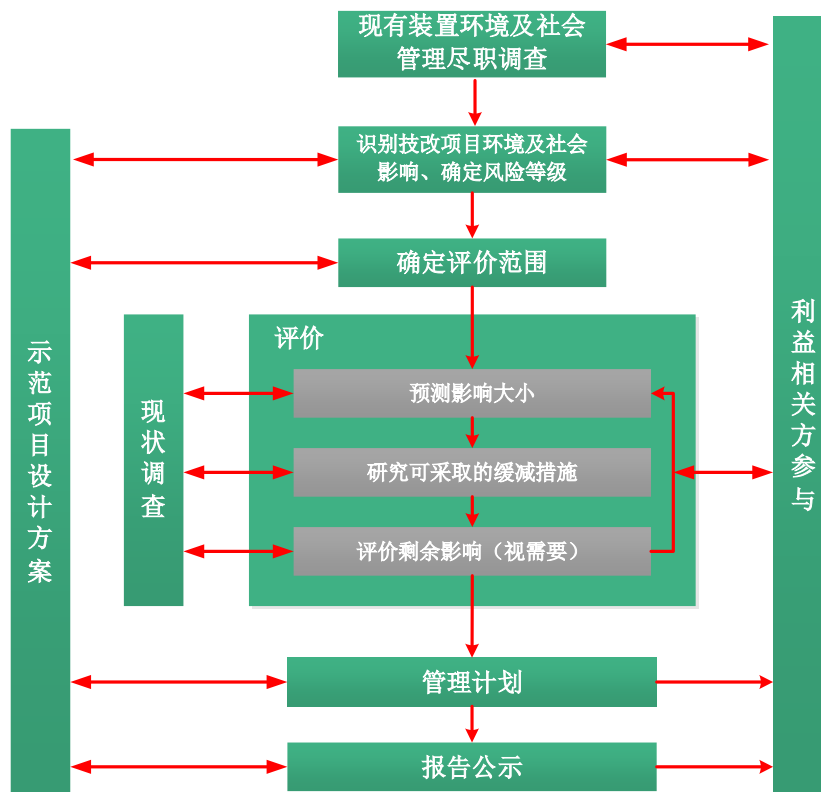 现有装置环境及社会
管理尽职调查
识别技改项目环境及社会
影响、确定风险等级
确定评价范围
评价
预测影响大小
研究可采取的缓减措施
评价剩余影响（视需要）
管理计划
报告公示
示范项目设计方案
现状调查
利益相关方参与